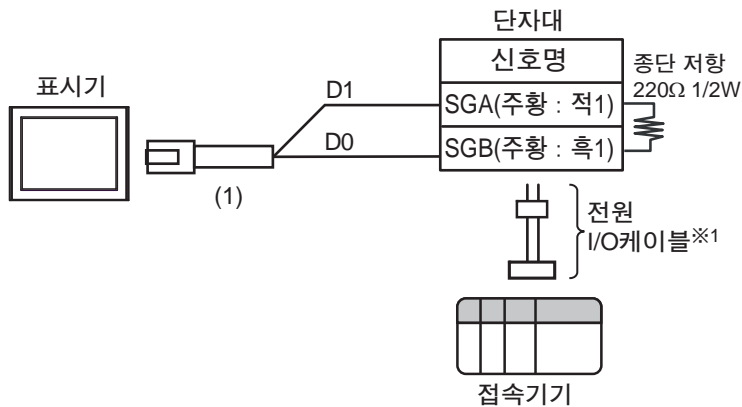 단자대
신호명
종단 저항
220Ω 1/2W
표시기
D1
SGA(주황 : 적1)
D0
SGB(주황 : 흑1)
(1)
전원
I/O케이블※1
접속기기